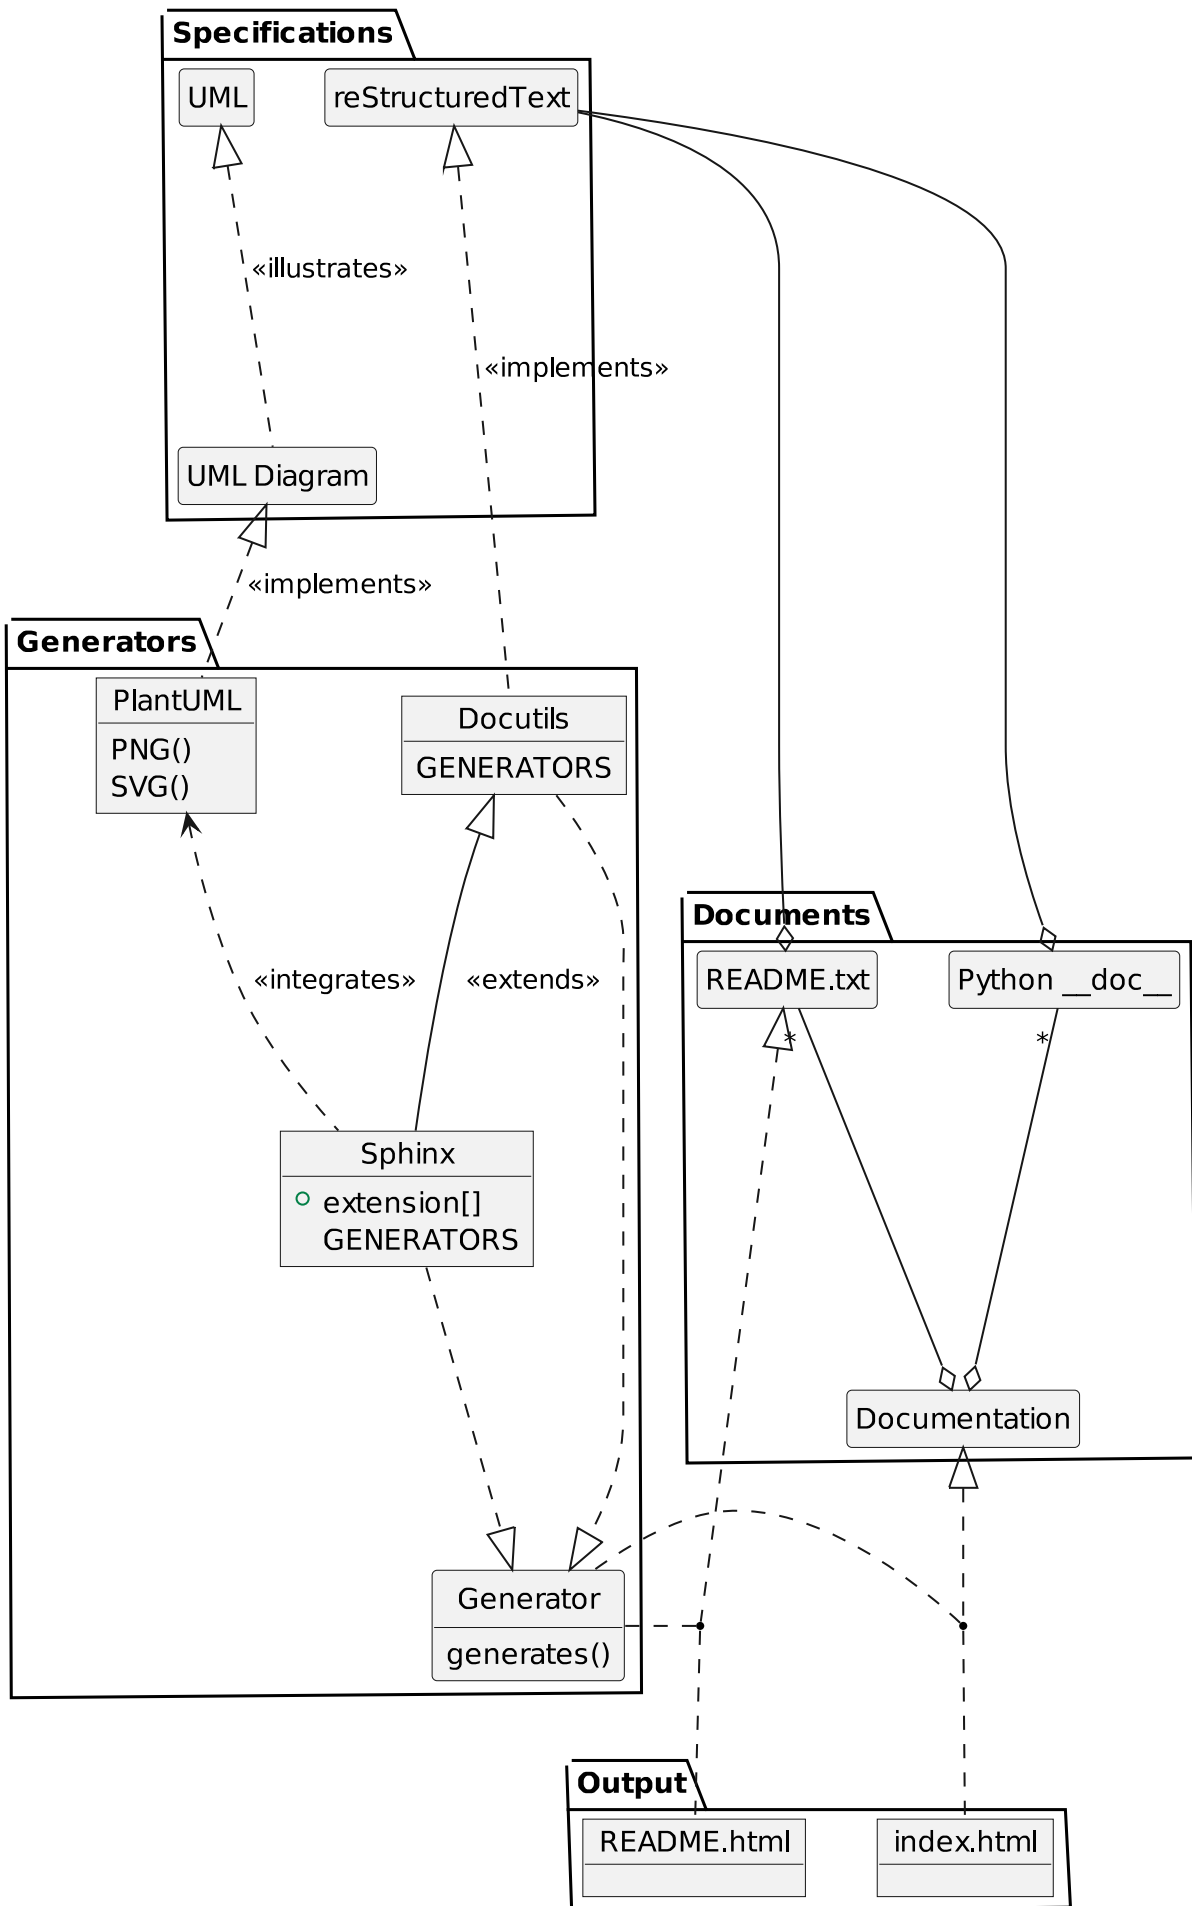 Specifications
UML
reStructuredText
«illustrates»
«implements»
UML Diagram
«implements»
Generators
PlantUML
PNG()
SVG()
Docutils
GENERATORS
«integrates»
«extends»
Sphinx
extension[]
GENERATORS
Generator
generates()
Documents
README.txt
Python __doc__
*
*
Documentation
Output
README.html
index.html